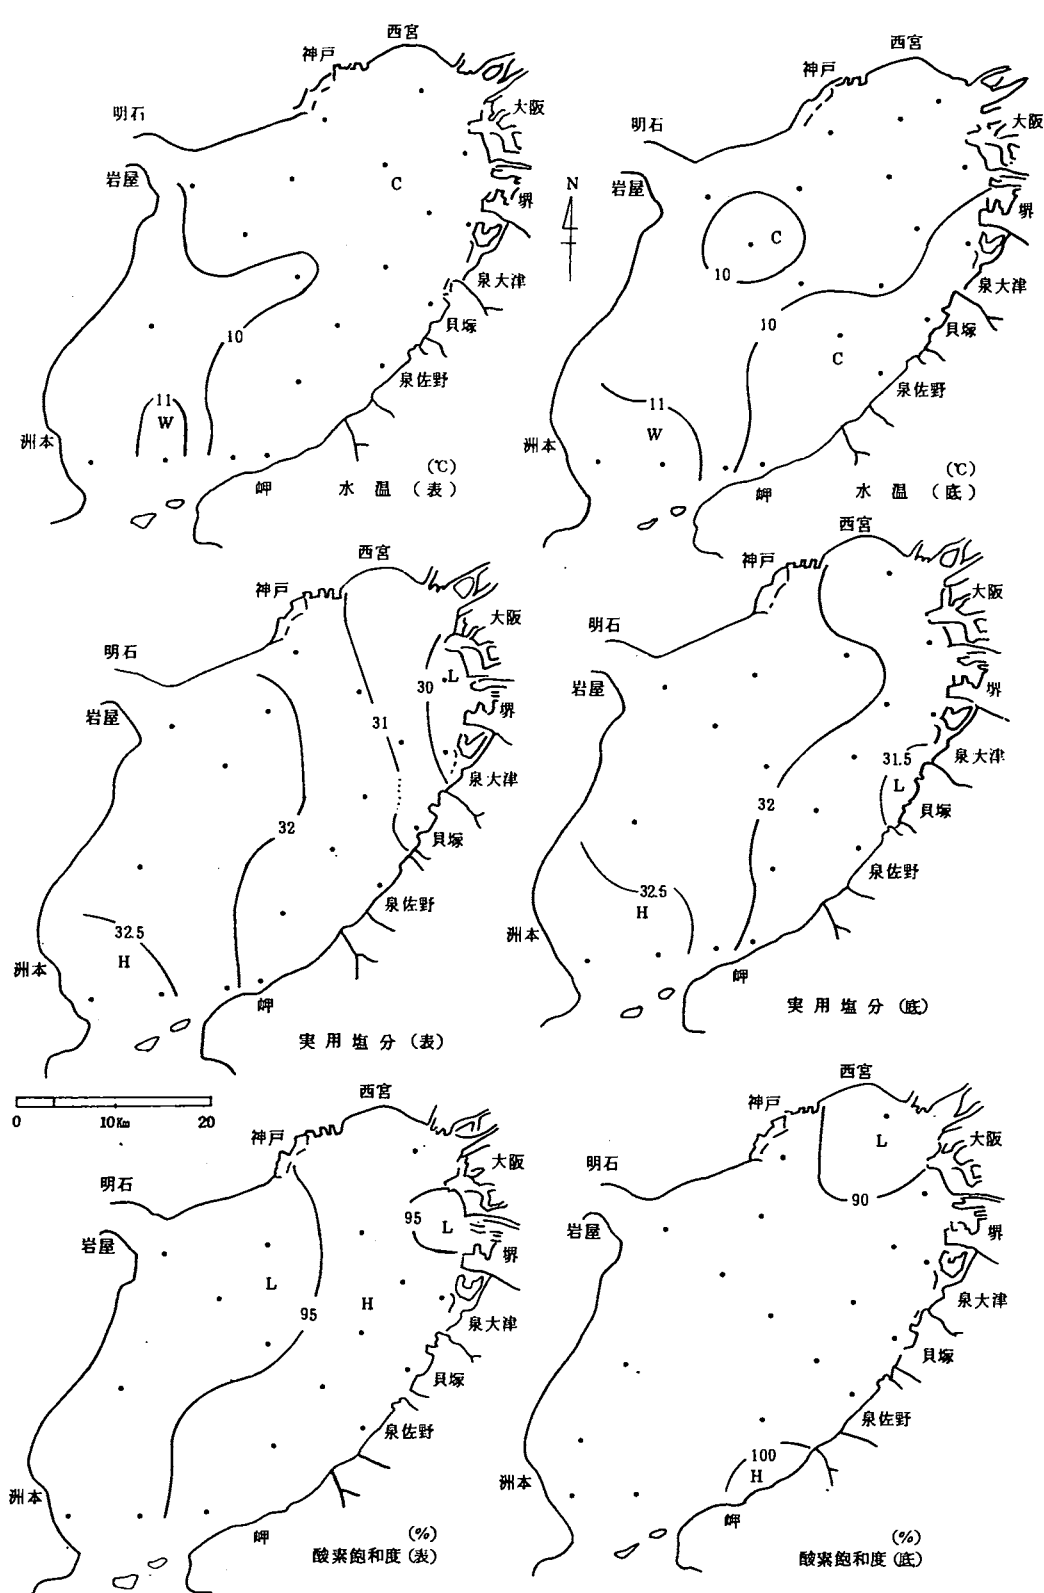 西宮
神戸
明石
大阪
岩屋
C
堺
泉大津
10
貝塚
泉佐野
11
W
洲本
岬
(℃)
水温(表)
N
西宮
神戸
明石
大阪
岩屋
堺
C
10
泉大津
10
貝塚
C
泉佐野
11
W
洲本
岬
(℃)
水温(底)
西宮
神戸
大阪
明石
L
30
岩屋
31
堺
泉大津
32
貝塚
泉佐野
32.5
H
洲本
岬
実用塩分(表)
西宮
神戸
大阪
明石
岩屋
堺
31.5
泉大津
L
32
貝塚
泉佐野
32.5
H
洲本
岬
実用塩分(底)
0 10Km 20
西宮
神戸
大阪
明石
95
L
岩屋
堺
L
H
95
泉大津
貝塚
泉佐野
洲本
岬
(%)
酸素飽和度(表)
西宮
神戸
L
大阪
明石
90
岩屋
堺
泉大津
貝塚
泉佐野
100
H
洲本
岬
(%)
酸素飽和度(底)